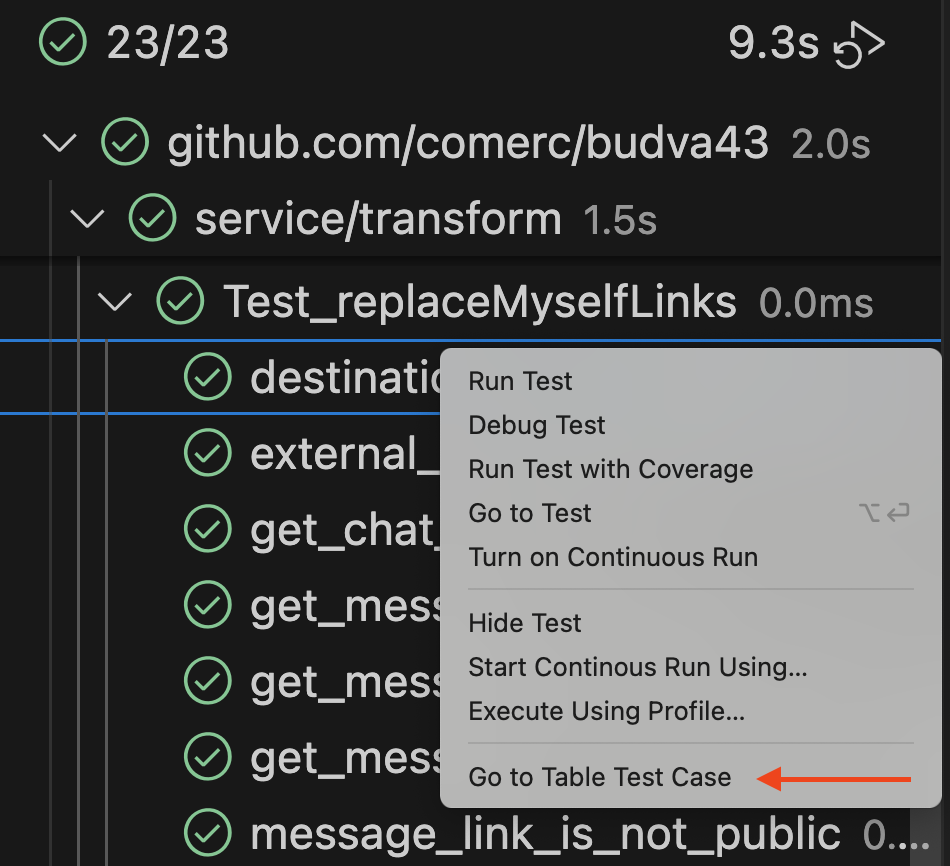 23/23 9.3s
github.com/comerc/budva43 2.0s
service/transform 1.5s
Test_replaceMyselfLinks 0.0ms
Run Test
Debug Test
external_
Run Test with Coverage
get_chat_
Go to Test ⌥↩
Turn on Continuous Run
get_mess
Hide Test
Start Continous Run Using...
get_mess
Execute Using Profile...
get_mess
Go to Table Test Case
message_link_is_not_public 0....